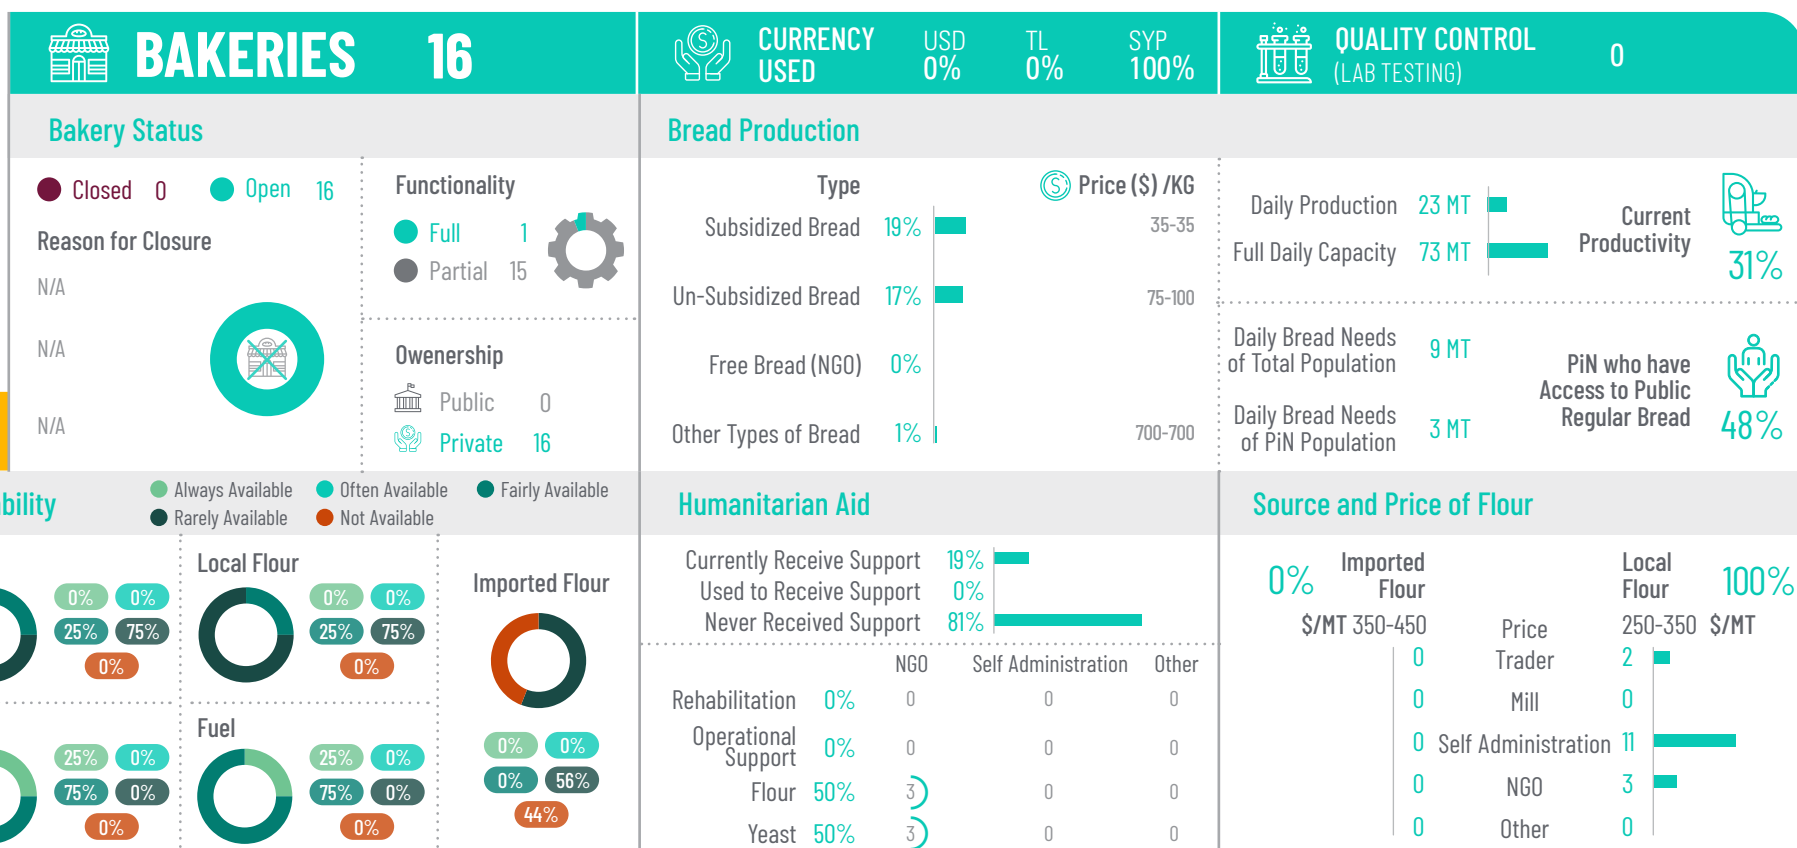 BAKERIES 16
CURRENCY USED
USD 0%
TL 0%
SYP 100%
QUALITY CONTROL
(LAB TESTING)
0
Bakery Status
Closed 0
Open 16
Reason for Closure
N/A
N/A
N/A
Functionality
Full 1
Partial 15
Owenership
Public 0
Private 16
Bread Production
Type
Price ($) /KG
Subsidized Bread 19% 35-35
Un-Subsidized Bread 17% 75-100
Free Bread (NGO) 0%
Other Types of Bread 1% 700-700
Daily Production 23 MT
Full Daily Capacity 73 MT
Current
Productivity
31%
Daily Bread Needs
of Total Population
9 MT
Daily Bread Needs
of PiN Population
3 MT
PiN who have
Access to Public
Regular Bread
48%
bility
Always Available
Often Available
Fairly Available
Rarely Available
Not Available
0% 0%
25% 75%
0%
Local Flour
0% 0%
25% 75%
0%
Imported Flour
0% 0%
0% 56%
44%
25% 0%
75% 0%
0%
Fuel
25% 0%
75% 0%
0%
Humanitarian Aid
Currently Receive Support 19%
Used to Receive Support 0%
Never Received Support 81%
NGO Self Administration Other
Rehabilitation 0% 0 0 0
Operational
Support
0% 0 0 0
Flour 50% 3 0 0
Yeast 50% 3 0 0
Source and Price of Flour
0% Imported
Flour
Local
Flour
100%
$/MT 350-450 Price 250-350 $/MT
0 Trader 2
0 Mill 0
0 Self Administration 11
0 NGO 3
0 Other 0